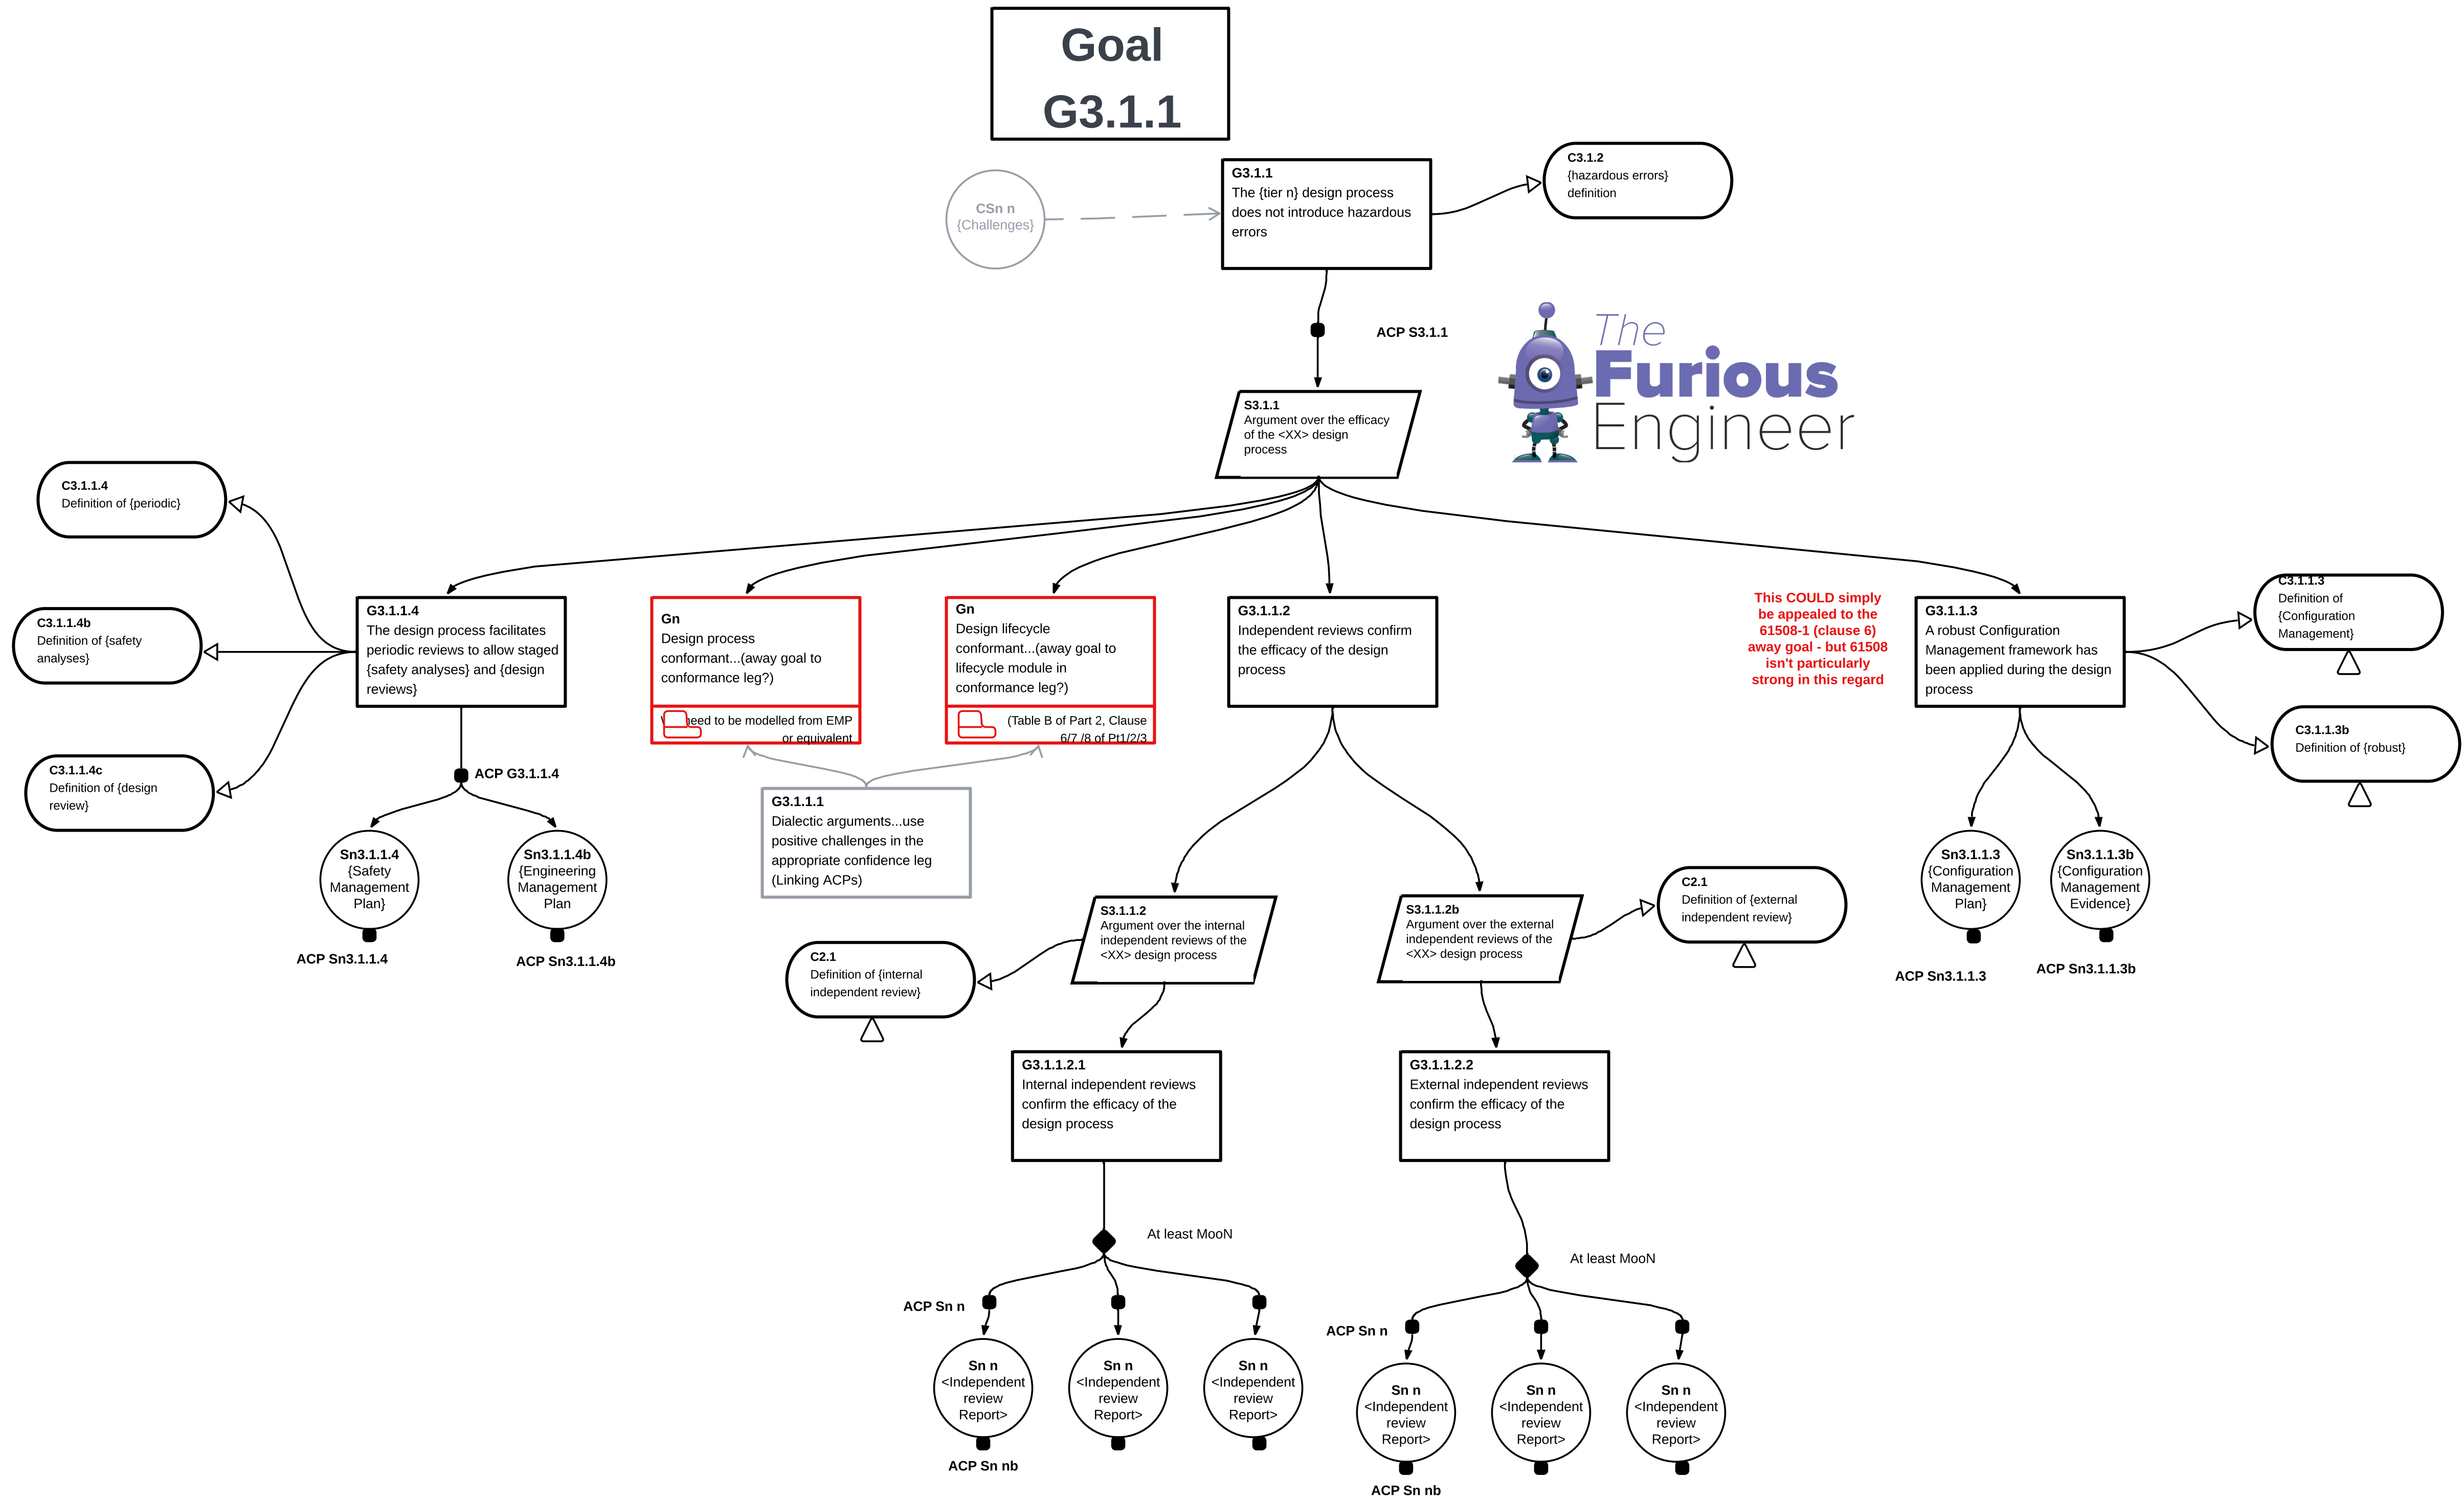 Goal
G3.1.1
G3.1.1
The {tier n} design process
does not introduce hazardous
errors
C3.1.2
{hazardous errors}
definition
CSn n
{Challenges}
ACP S3.1.1
The
Furious
Engineer
S3.1.1
Argument over the efficacy
of the <XX> design
process
C3.1.1.4
Definition of {periodic}
C3.1.1.4b
Definition of {safety
analyses}
C3.1.1.4c
Definition of {design
review}
G3.1.1.4
The design process facilitates
periodic reviews to allow staged
{safety analyses} and {design
reviews}
Gn
Design process
conformant...(away goal to
conformance leg?)
need to be modelled from EMP
or equivalent
Gn
Design lifecycle
conformant...(away goal to
lifecycle module in
conformance leg?)
(Table B of Part 2, Clause
6/7 /8 of Pt1/2/3
G3.1.1.2
Independent reviews confirm
the efficacy of the design
process
This COULD simply
be appealed to the
61508-1 (clause 6)
away goal - but 61508
isn't particularly
strong in this regard
G3.1.1.3
A robust Configuration
Management framework has
been applied during the design
process
C3.1.1.3
Definition of
{Configuration
Management}
C3.1.1.3b
Definition of {robust}
ACP G3.1.1.4
Sn3.1.1.4
{Safety
Management
Plan}
Sn3.1.1.4b
{Engineering
Management
Plan
ACP Sn3.1.1.4
ACP Sn3.1.1.4b
G3.1.1.1
Dialectic arguments...use
positive challenges in the
appropriate confidence leg
(Linking ACPs)
S3.1.1.2
Argument over the internal
independent reviews of the
<XX> design process
S3.1.1.2b
Argument over the external
independent reviews of the
<XX> design process
C2.1
Definition of {external
independent review}
C2.1
Definition of {internal
independent review}
Sn3.1.1.3
{Configuration
Management
Plan}
Sn3.1.1.3b
{Configuration
Management
Evidence}
ACP Sn3.1.1.3
ACP Sn3.1.1.3b
G3.1.1.2.1
Internal independent reviews
confirm the efficacy of the
design process
G3.1.1.2.2
External independent reviews
confirm the efficacy of the
design process
At least MooN
At least MooN
ACP Sn n
Sn n
<Independent
review
Report>
Sn n
<Independent
review
Report>
Sn n
<Independent
review
Report>
ACP Sn nb
ACP Sn n
Sn n
<Independent
review
Report>
Sn n
<Independent
review
Report>
Sn n
<Independent
review
Report>
ACP Sn nb